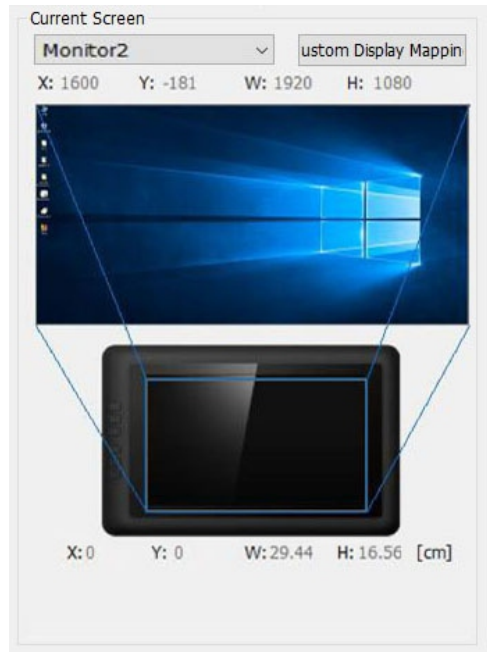 Current Screen
Monitor2 ustom Display Mappin
X: 1600 Y: -181 W: 1920 H: 1080
X: 0 Y: 0 W: 29.44 H: 16.56 [cm]